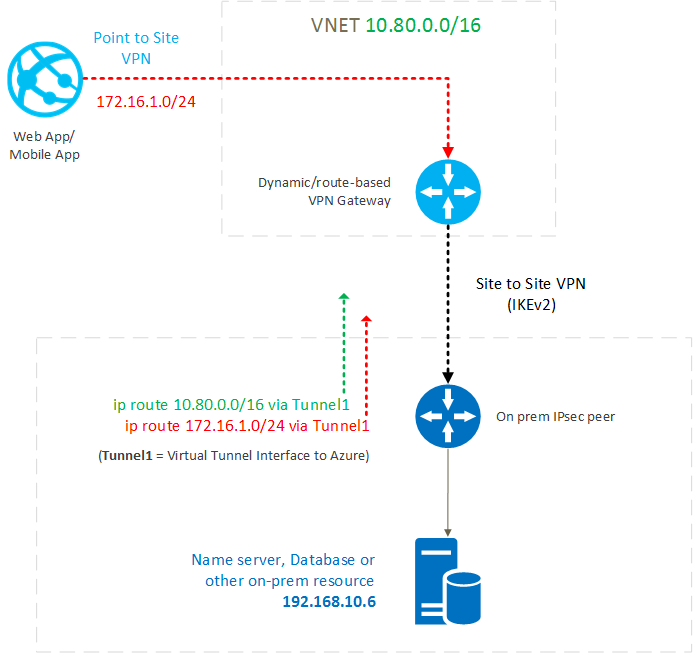 VNET 10.80.0.0/16
Point to Site
VPN
172.16.1.0/24
Web App/
Mobile App
Dynamic/route-based
VPN Gateway
Site to Site VPN
(IKEv2)
ip route 10.80.0.0/16 via Tunnel1
ip route 172.16.1.0/24 via Tunnel1
(Tunnel1 = Virtual Tunnel Interface to Azure)
On prem IPsec peer
Name server, Database or
other on-prem resource
192.168.10.6